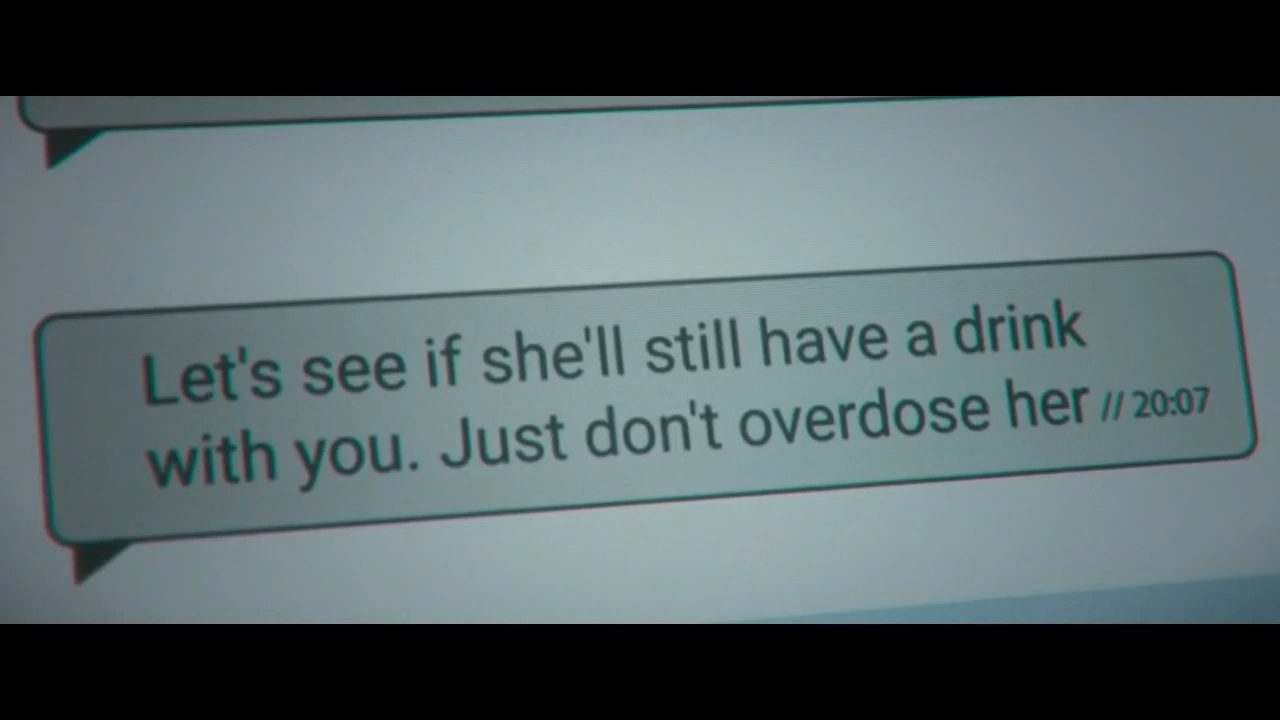 Let's see if she'll still have a drink
with you. Just don't overdose her // 20:07